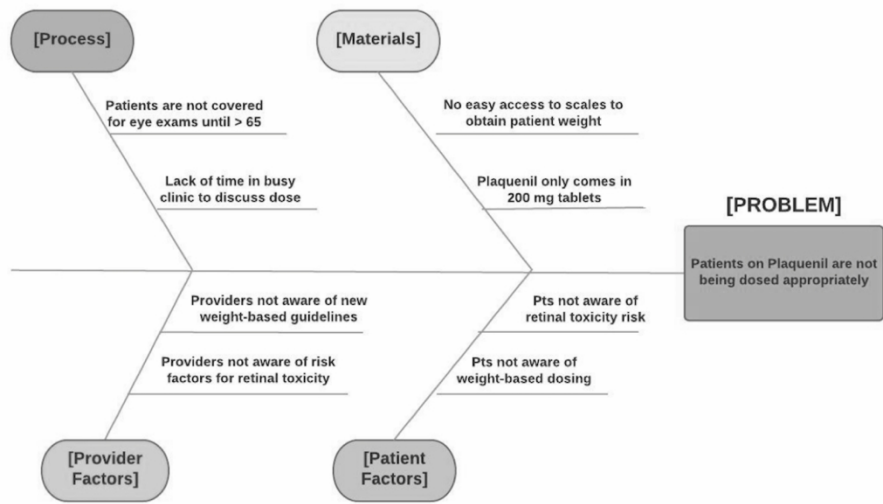 [Process]
[Materials]
Patients are not covered
for eye exams until > 65
No easy access to scales to
obtain patient weight
Lack of time in busy
clinic to discuss dose
Plaquenil only comes in
200 mg tablets
[PROBLEM]
Patients on Plaquenil are not
being dosed appropriately
Providers not aware of new
weight-based guidelines
Pts not aware of
retinal toxicity risk
Providers not aware of risk
factors for retinal toxicity
Pts not aware of
weight-based dosing
[Provider
Factors]
[Patient
Factors]